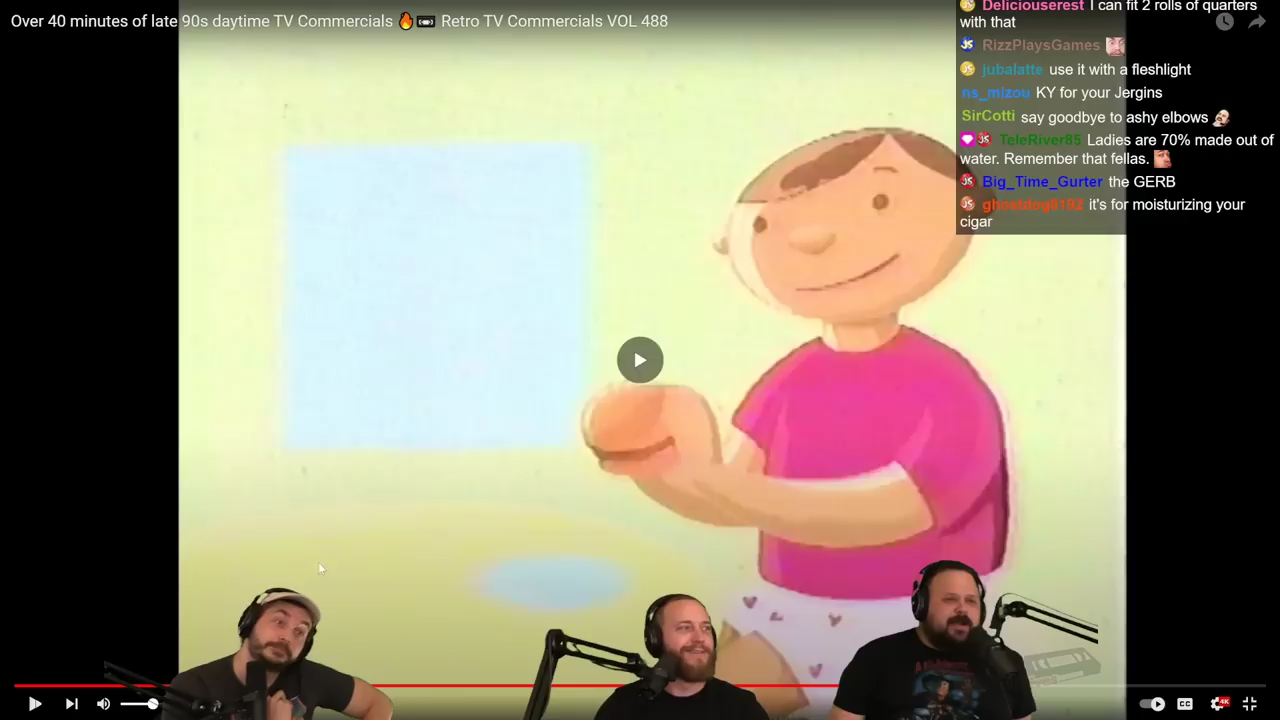 Over 40 minutes of late 90s daytime TV Commercials 🔥📼 Retro TV Commercials VOL 488
Deliciouserest I can fit 2 rolls of quarters
with that
RizzPlaysGames
jubalatte use it with a fleshlight
ns_mizou KY for your Jergins
SirCotti say goodbye to ashy elbows
TeleRiver85 Ladies are 70% made out of
water. Remember that fellas.
Big_Time_Gurter the GERB
ghostdog9192 it's for moisturizing your
cigar
CC
4K